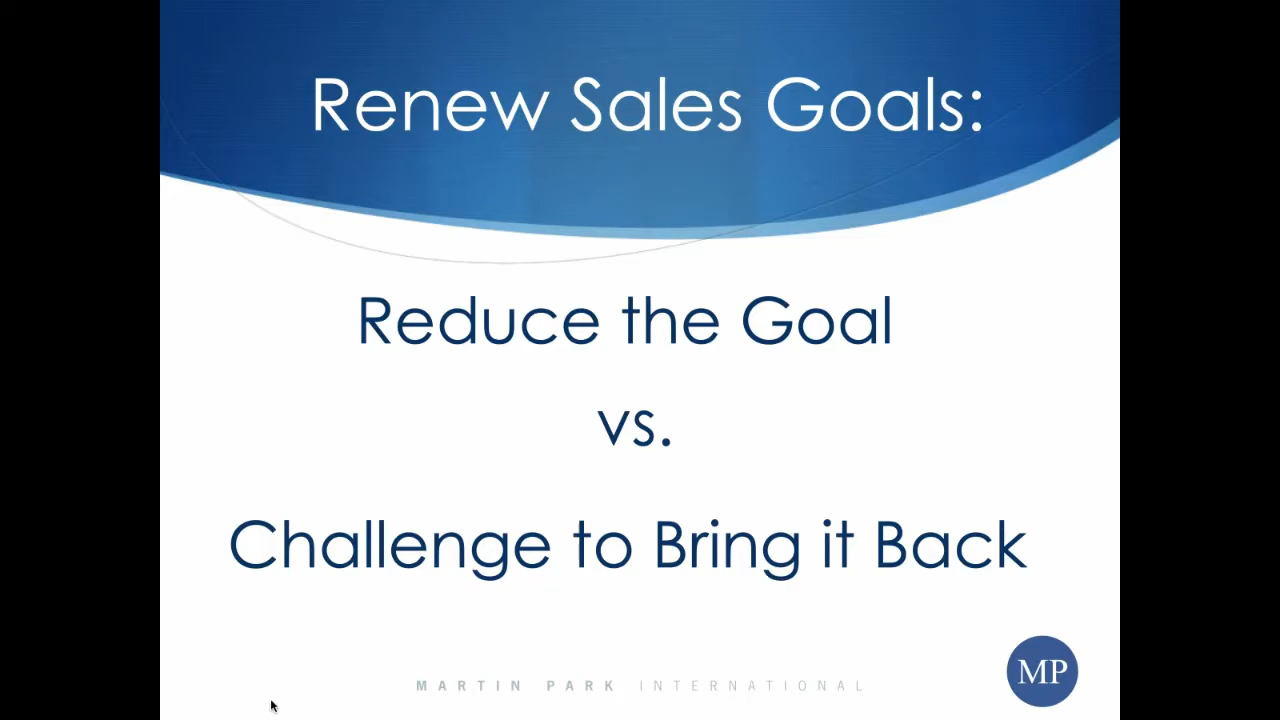 Renew Sales Goals:
Reduce the Goal
vs.
Challenge to Bring it Back
MP
MARTIN PARK INTERNATIONAL